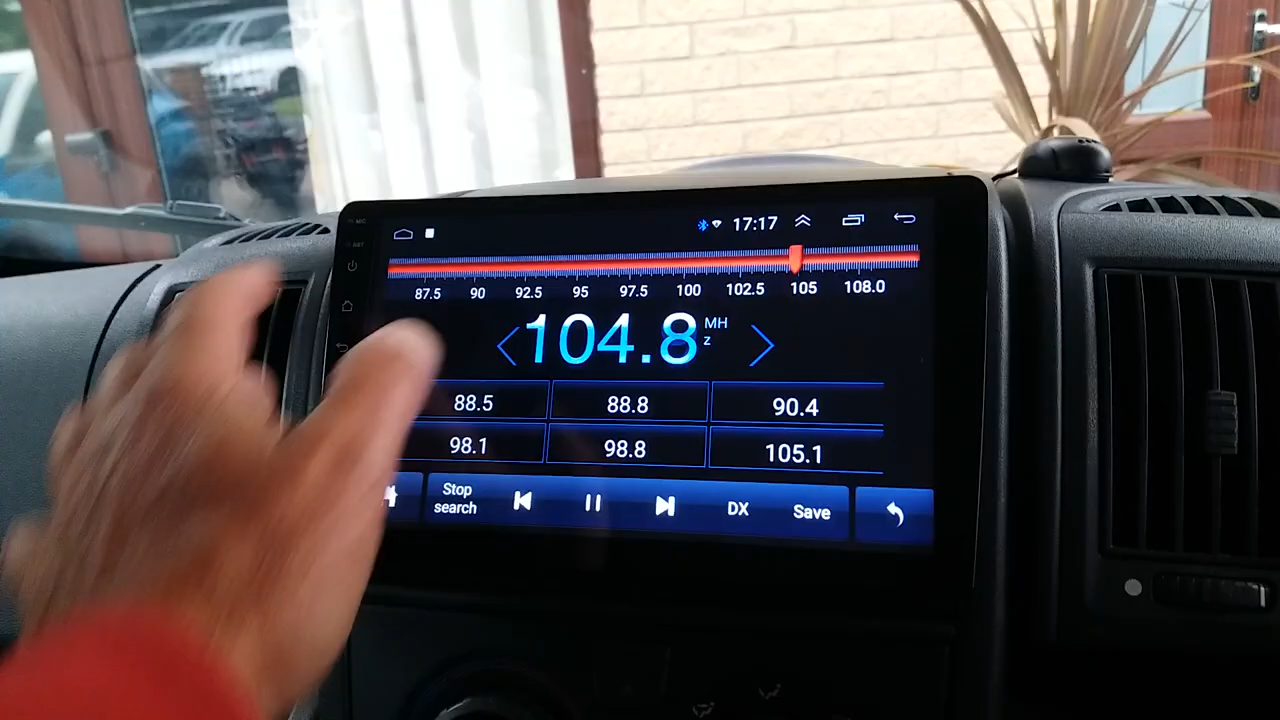 MIC
17:17
87.5 90 92.5 95 97.5 100 102.5 105 108.0
104.8 MH
z
88.5 88.8 90.4
98.1 98.8 105.1
Stop
search DX Save